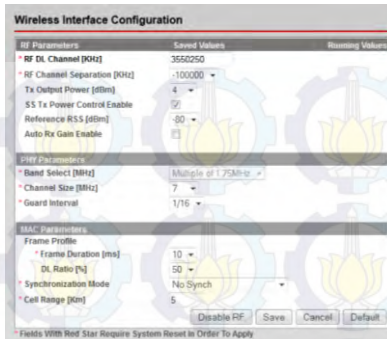 Wireless Interface Configuration
RF Parameters Saved Values Running Values
* RF DL Channel [KHz] 3550250
* RF Channel Separation [KHz] -100000
Tx Output Power [dBm] 4
SS Tx Power Control Enable
Reference RSS [dBm] -80
Auto Rx Gain Enable
PHY Parameters
* Band Select [MHz] Multiple of 1.75MHz
* Channel Size [MHz] 7
* Guard Interval 1/16
MAC Parameters
Frame Profile
* Frame Duration [ms] 10
DL Ratio [%] 50
* Synchronization Mode No Synch
* Cell Range [Km] 5
Disable RF Save Cancel Default
* Fields With Red Star Require System Reset In Order To Apply